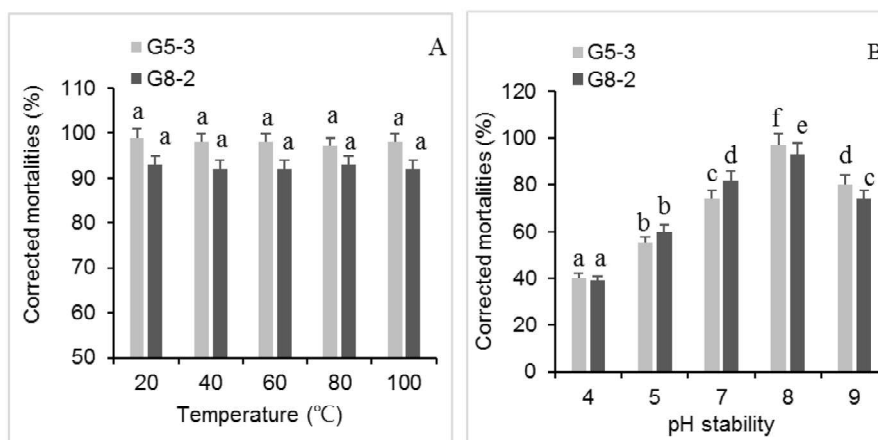 A
G5-3
G8-2
Corrected mortalities (%)
110
100
90
80
70
60
50
a a a a a a a a a a
20 40 60 80 100
Temperature (℃)
B
G5-3
G8-2
Corrected mortalities (%)
120
100
80
60
40
20
0
a a b b c d f e d c
4 5 7 8 9
pH stability